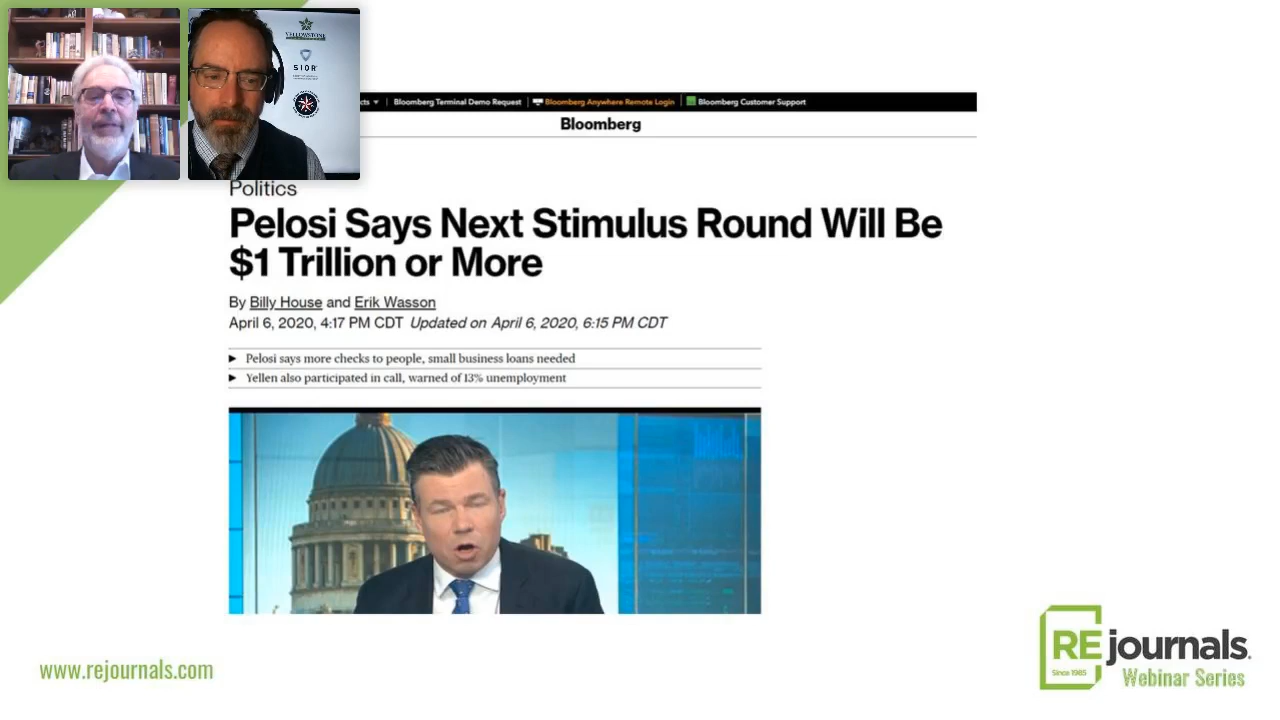 YELLOWSTONE
SIOR
cts ▼ | Bloomberg Terminal Demo Request | Bloomberg Anywhere Remote Login | Bloomberg Customer Support
Bloomberg
Politics
Pelosi Says Next Stimulus Round Will Be
$1 Trillion or More
By Billy House and Erik Wasson
April 6, 2020, 4:17 PM CDT Updated on April 6, 2020, 6:15 PM CDT
► Pelosi says more checks to people, small business loans needed
► Yellen also participated in call, warned of 13% unemployment
www.rejournals.com
REjournals.
Since 1985
Webinar Series